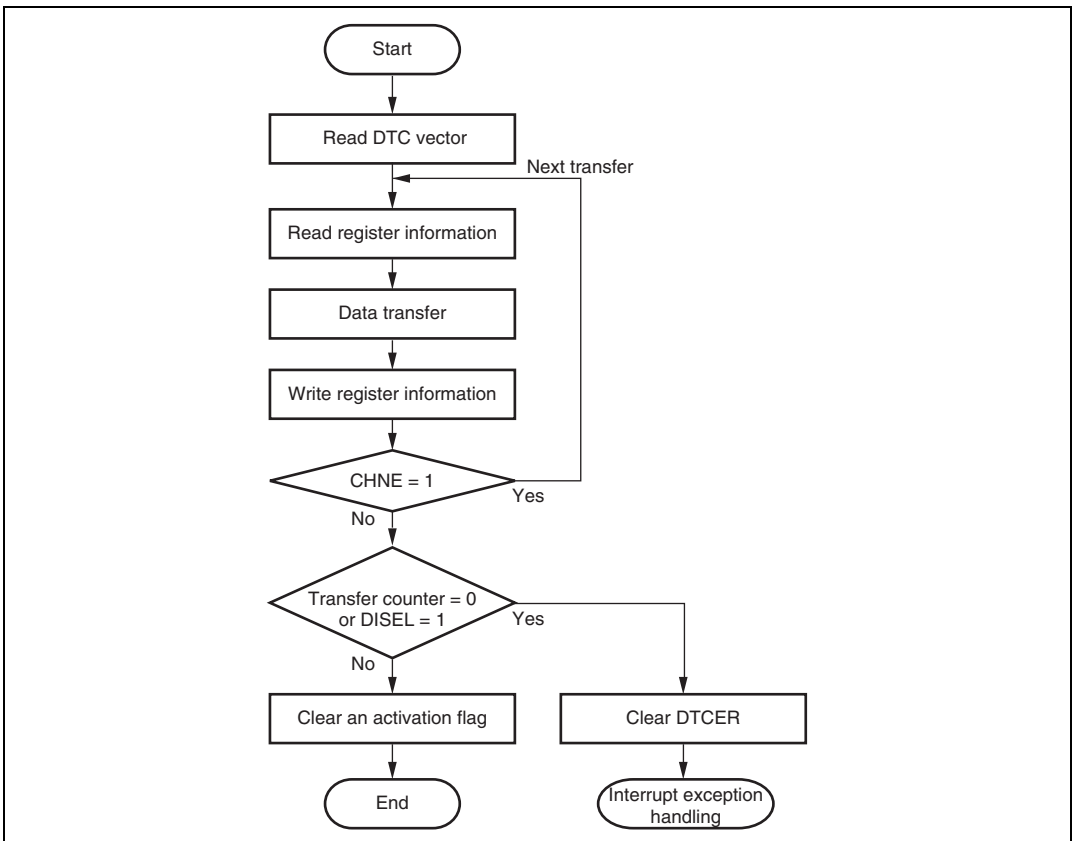 Start
Read DTC vector
Next transfer
Read register information
Data transfer
Write register information
CHNE = 1
Yes
No
Transfer counter = 0
or DISEL = 1
Yes
No
Clear an activation flag
Clear DTCER
End
Interrupt exception
handling